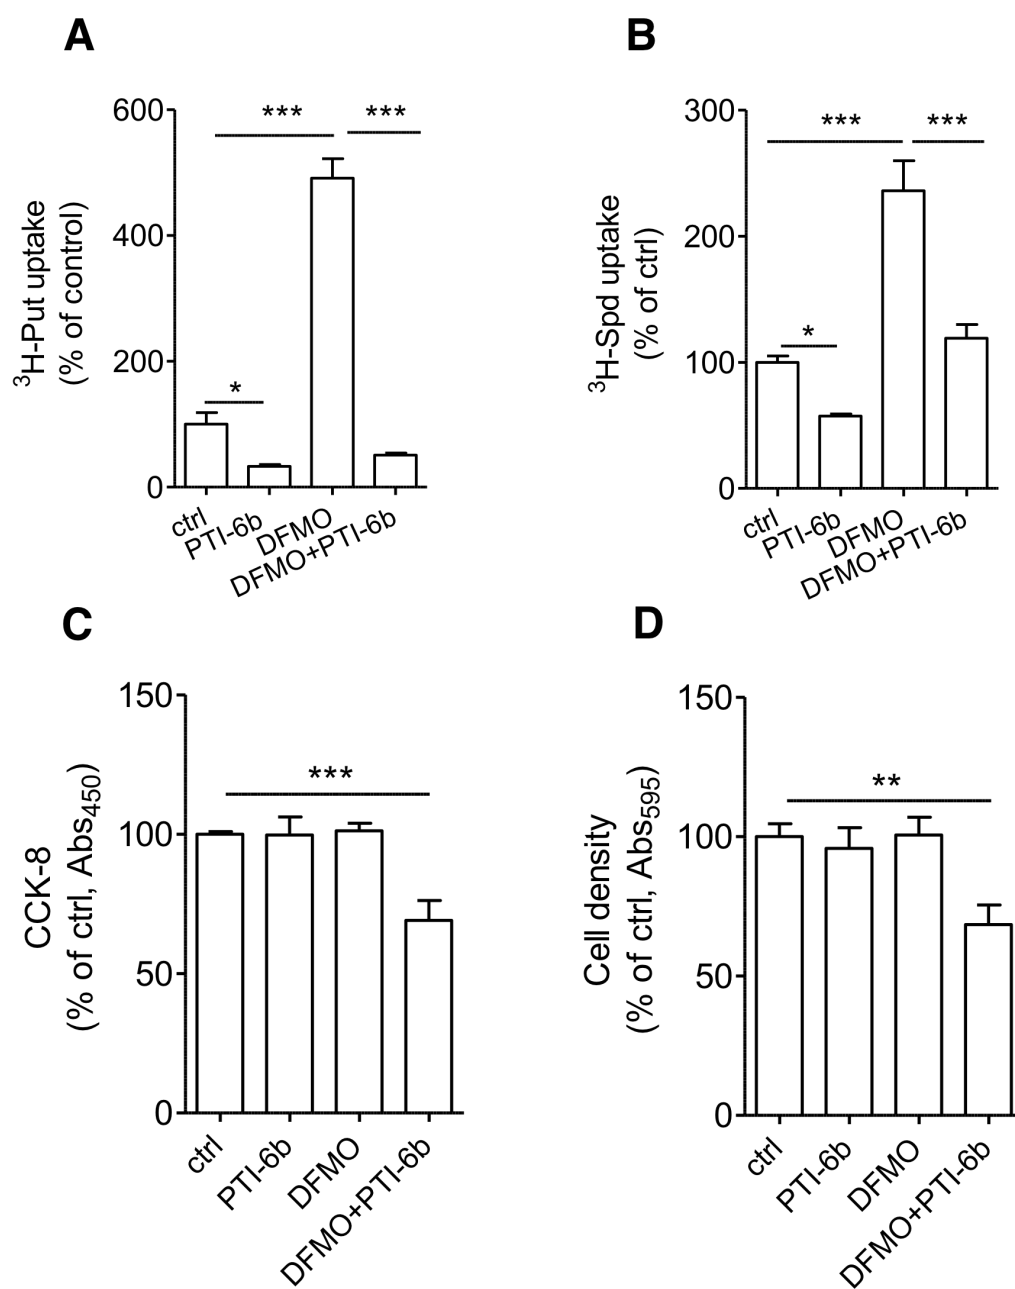 A
³H-Put uptake
(% of control)
600
400
200
0
***
***
*
ctrl
PTI-6b
DFMO
DFMO+PTI-6b
B
³H-Spd uptake
(% of ctrl)
300
200
100
0
***
***
*
ctrl
PTI-6b
DFMO
DFMO+PTI-6b
C
CCK-8
(% of ctrl, Abs₄₅₀)
150
100
50
0
***
ctrl
PTI-6b
DFMO
DFMO+PTI-6b
D
Cell density
(% of ctrl, Abs₅₉₅)
150
100
50
0
**
ctrl
PTI-6b
DFMO
DFMO+PTI-6b